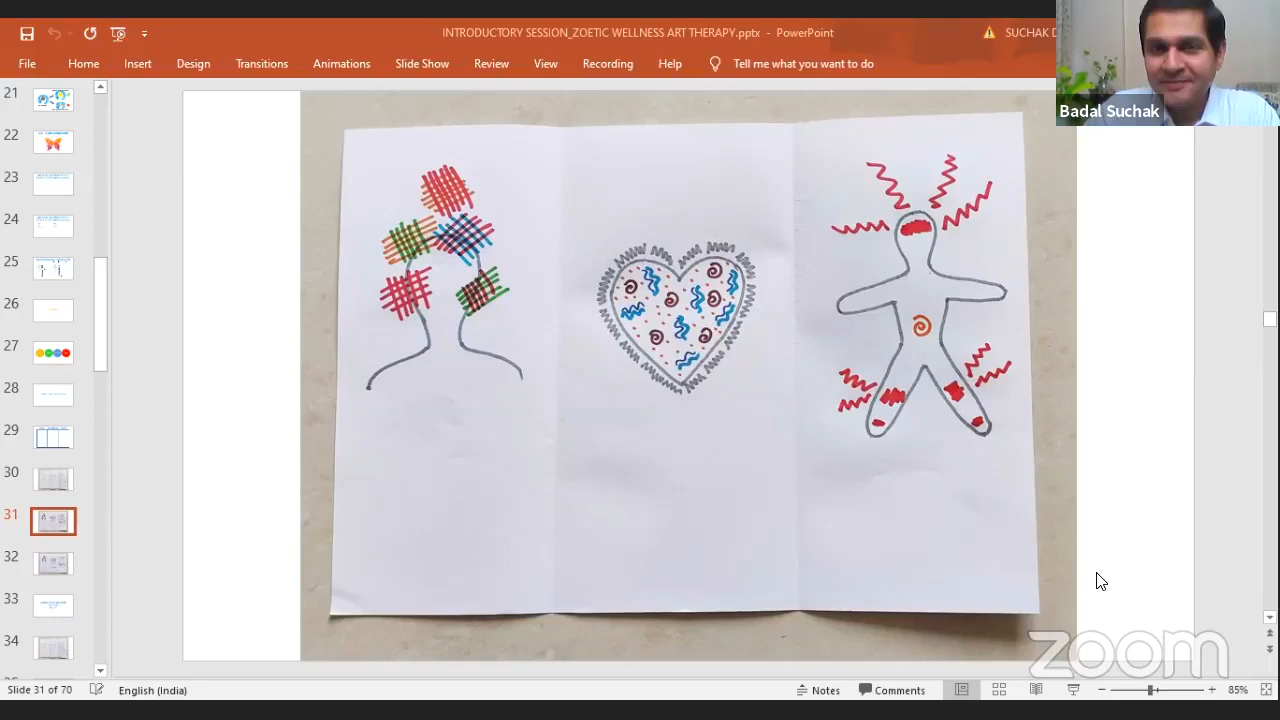 INTRODUCTORY SESSION_ZOETIC WELLNESS ART THERAPY.pptx - PowerPoint
SUCHAK D
File Home Insert Design Transitions Animations Slide Show Review View Recording Help Tell me what you want to do
Badal Suchak
21
22
23
24
25
26
27
28
29
30
31
32
33
34
zoom
Slide 31 of 70 English (India) Notes Comments 85%